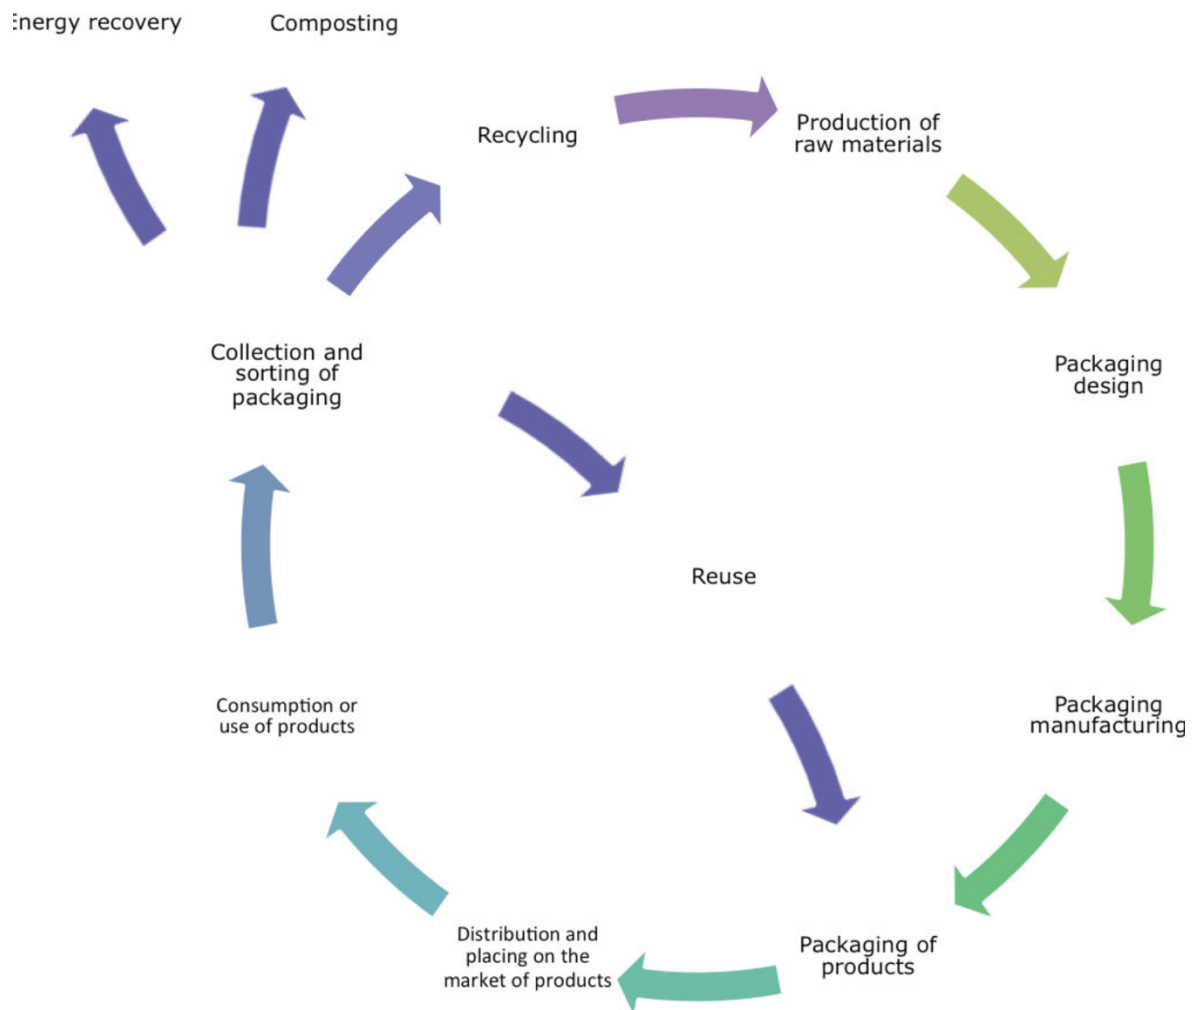 Energy recovery
Composting
Recycling
Production of
raw materials
Collection and
sorting of
packaging
Packaging
design
Reuse
Consumption or
use of products
Packaging
manufacturing
Distribution and
placing on the
market of products
Packaging of
products